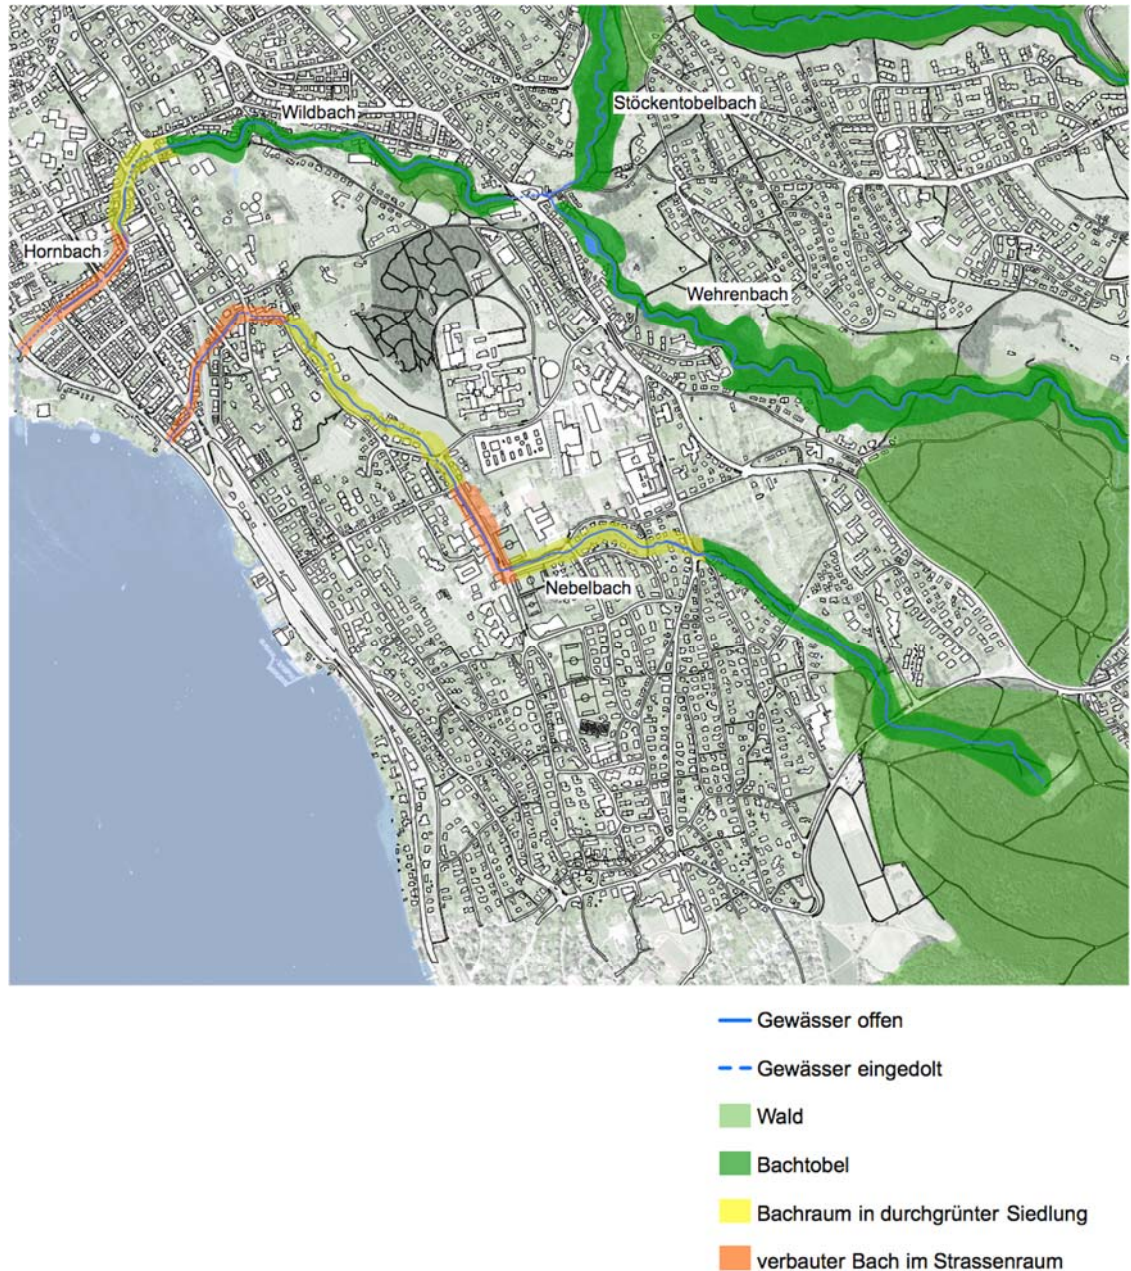 Wildbach
Stöckentobelbach
Hornbach
Wehrenbach
Nebelbach
Gewässer offen
Gewässer eingedolt
Wald
Bachtobel
Bachraum in durchgrünter Siedlung
verbauter Bach im Strassenraum